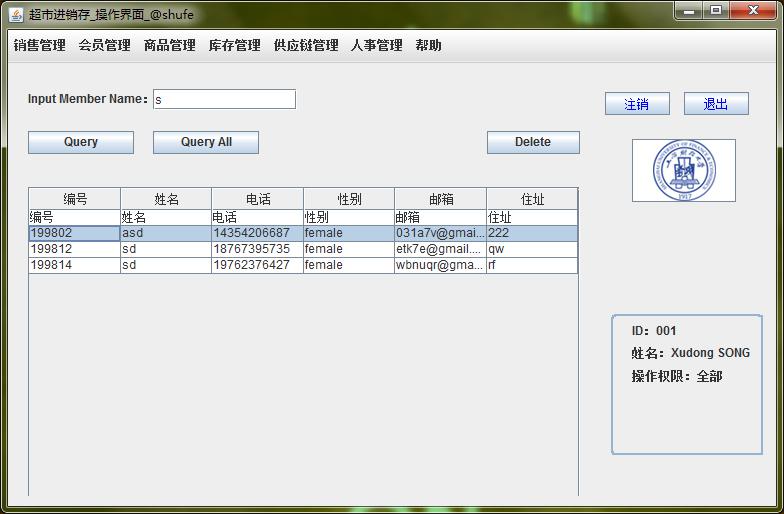 超市进销存_操作界面_@shufe
销售管理 会员管理 商品管理 库存管理 供应链管理 人事管理 帮助
Input Member Name: s
注销 退出
Query Query All Delete
SHANGHAI UNIVERSITY OF FINANCE & ECONOMICS
1917
编号 姓名 电话 性别 邮箱 住址
编号 姓名 电话 性别 邮箱 住址
199802 asd 14354206687 female 031a7v@gmai... 222
199812 sd 18767395735 female etk7e@gmail.... qw
199814 sd 19762376427 female wbnuqr@gma... rf
ID: 001
姓名: Xudong SONG
操作权限: 全部